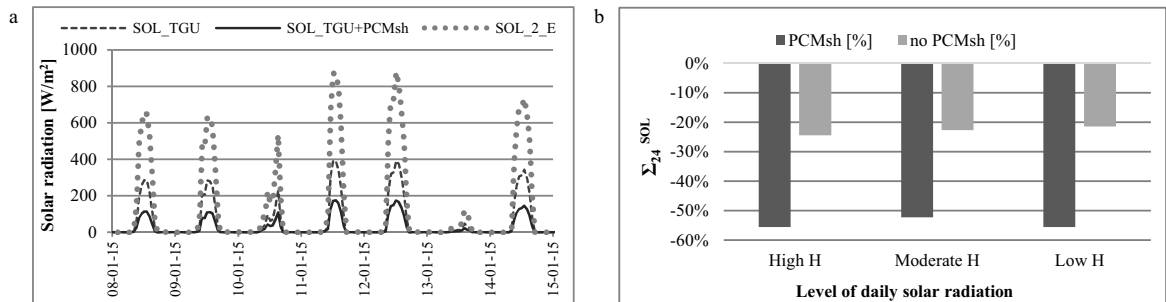 a
SOL_TGU
SOL_TGU+PCMsh
SOL_2_E
Solar radiation [W/m²]
1000
800
600
400
200
0
08-01-15
09-01-15
10-01-15
11-01-15
12-01-15
13-01-15
14-01-15
15-01-15
b
PCMsh [%]
no PCMsh [%]
Σ₂₄ SOL
0%
-10%
-20%
-30%
-40%
-50%
-60%
High H
Moderate H
Low H
Level of daily solar radiation